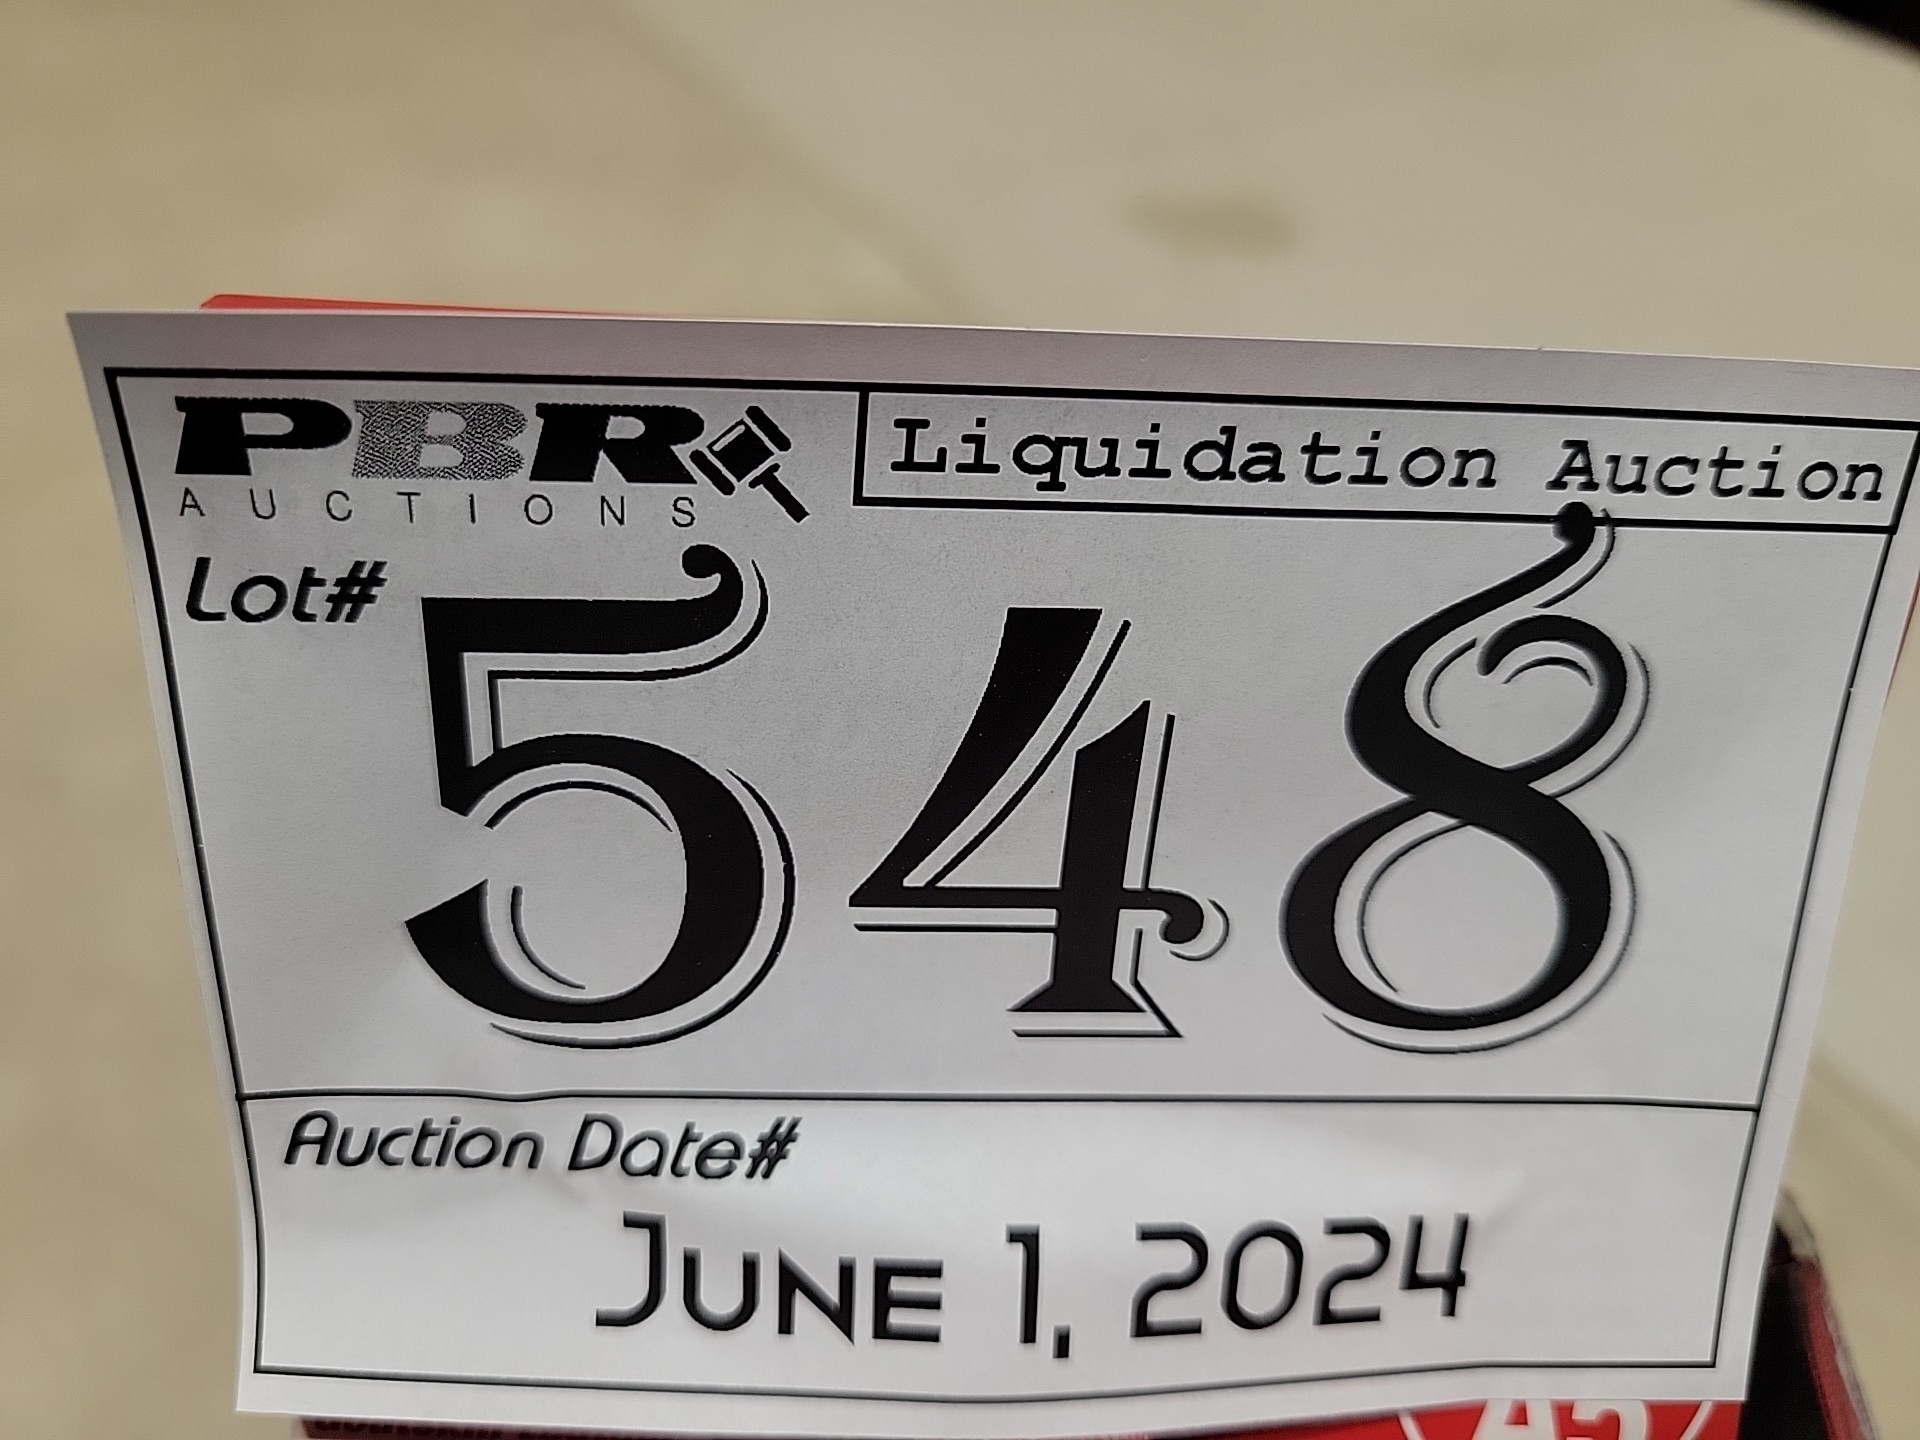 PBR
AUCTIONS
Liquidation Auction
Lot#
548
Auction Date#
JUNE 1, 2024